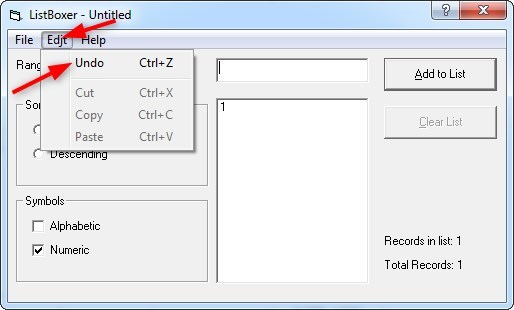 ListBoxer - Untitled
File Edit Help
Rang
Undo Ctrl+Z
Add to List
Cut Ctrl+X
Sor
1
Copy Ctrl+C
Clear List
Paste Ctrl+V
Descending
Symbols
Alphabetic
Numeric
Records in list: 1
Total Records: 1